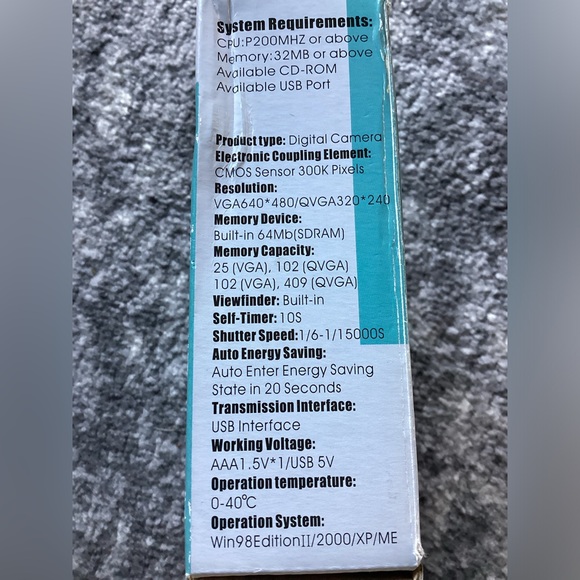 System Requirements:
CPU:P200MHZ or above
Memory:32MB or above
Available CD-ROM
Available USB Port
Product type: Digital Camera
Electronic Coupling Element:
CMOS Sensor 300K Pixels
Resolution:
VGA640*480/QVGA320*240
Memory Device:
Built-in 64Mb(SDRAM)
Memory Capacity:
25 (VGA), 102 (QVGA)
102 (VGA), 409 (QVGA)
Viewfinder: Built-in
Self-Timer: 10S
Shutter Speed:1/6-1/15000S
Auto Energy Saving:
Auto Enter Energy Saving
State in 20 Seconds
Transmission Interface:
USB Interface
Working Voltage:
AAA1.5V*1/USB 5V
Operation temperature:
0-40℃
Operation System:
Win98EditionII/2000/XP/ME